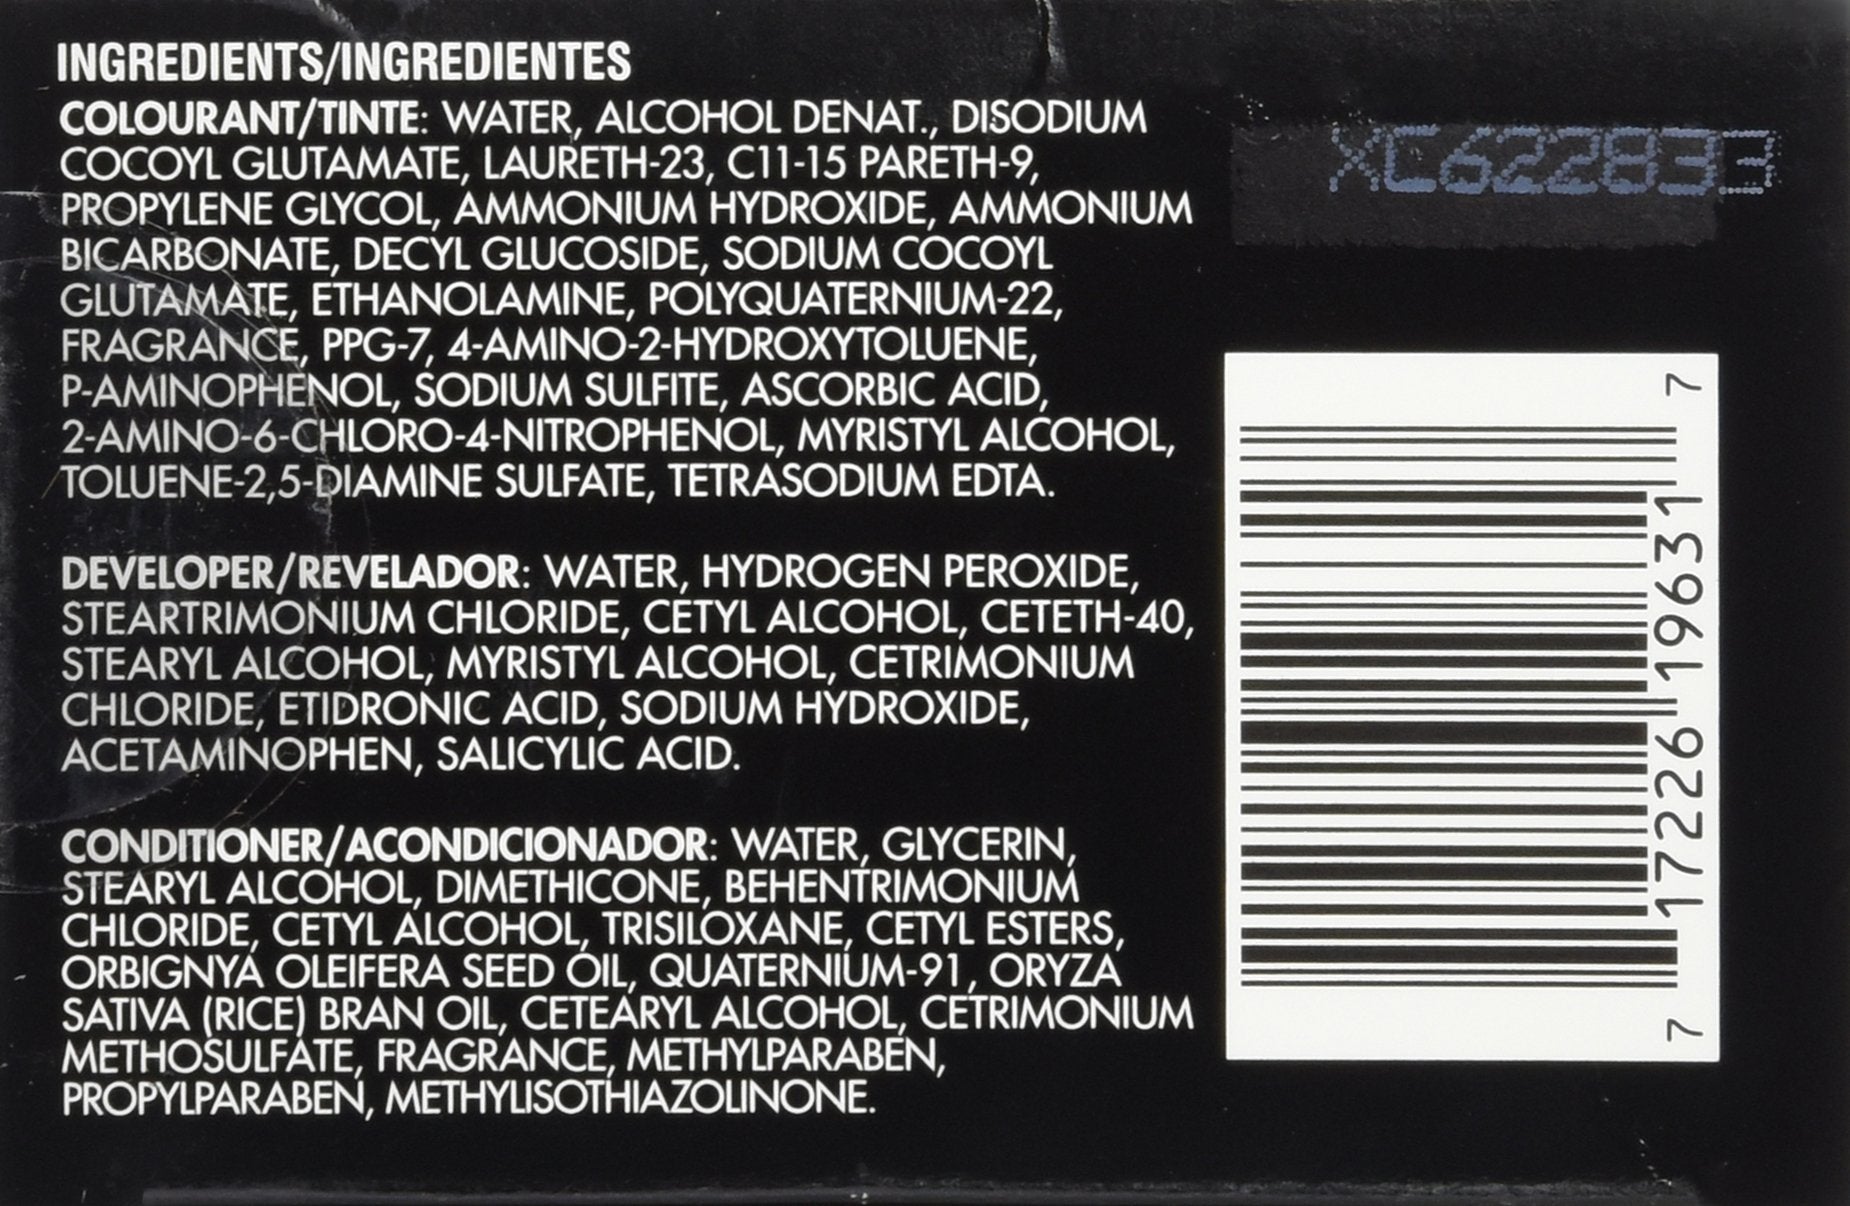 INGREDIENTS/INGREDIENTES
COLOURANT/TINTE: WATER, ALCOHOL DENAT., DISODIUM
COCOYL GLUTAMATE, LAURETH-23, C11-15 PARETH-9,
PROPYLENE GLYCOL, AMMONIUM HYDROXIDE, AMMONIUM
BICARBONATE, DECYL GLUCOSIDE, SODIUM COCOYL
GLUTAMATE, ETHANOLAMINE, POLYQUATERNIUM-22,
FRAGRANCE, PPG-7, 4-AMINO-2-HYDROXYTOLUENE,
P-AMINOPHENOL, SODIUM SULFITE, ASCORBIC ACID,
2-AMINO-6-CHLORO-4-NITROPHENOL, MYRISTYL ALCOHOL,
TOLUENE-2,5-DIAMINE SULFATE, TETRASODIUM EDTA.
DEVELOPER/REVELADOR: WATER, HYDROGEN PEROXIDE,
STEARTRIMONIUM CHLORIDE, CETYL ALCOHOL, CETETH-40,
STEARYL ALCOHOL, MYRISTYL ALCOHOL, CETRIMONIUM
CHLORIDE, ETIDRONIC ACID, SODIUM HYDROXIDE,
ACETAMINOPHEN, SALICYLIC ACID.
CONDITIONER/ACONDICIONADOR: WATER, GLYCERIN,
STEARYL ALCOHOL, DIMETHICONE, BEHENTRIMONIUM
CHLORIDE, CETYL ALCOHOL, TRISILOXANE, CETYL ESTERS,
ORBIGNYA OLEIFERA SEED OIL, QUATERNIUM-91, ORYZA
SATIVA (RICE) BRAN OIL, CETEARYL ALCOHOL, CETRIMONIUM
METHOSULFATE, FRAGRANCE, METHYLPARABEN,
PROPYLPARABEN, METHYLISOTHIAZOLINONE.
XC622833
7 17226 19631 7